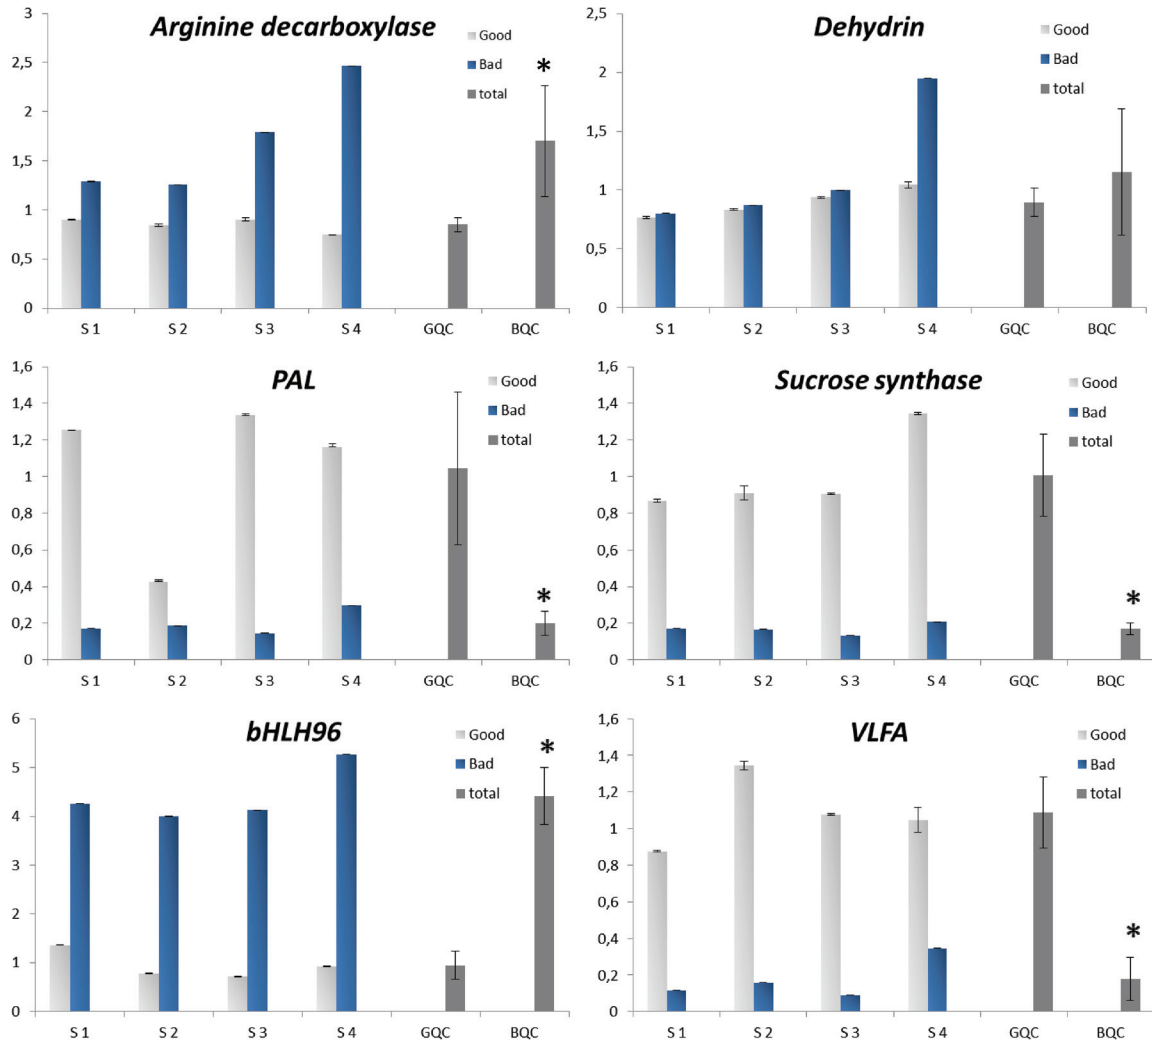 Arginine decarboxylase
3
2,5
2
1,5
1
0,5
0
Good
Bad
total
*
S 1 S 2 S 3 S 4 GQC BQC
Dehydrin
2,5
2
1,5
1
0,5
0
Good
Bad
total
S 1 S 2 S 3 S 4 GQC BQC
PAL
1,6
1,4
1,2
1
0,8
0,6
0,4
0,2
0
Good
Bad
total
*
S 1 S 2 S 3 S 4 GQC BQC
Sucrose synthase
1,6
1,4
1,2
1
0,8
0,6
0,4
0,2
0
Good
Bad
total
*
S 1 S 2 S 3 S 4 GQC BQC
bHLH96
6
5
4
3
2
1
0
Good
Bad
total
*
S 1 S 2 S 3 S 4 GQC BQC
VLFA
1,6
1,4
1,2
1
0,8
0,6
0,4
0,2
0
Good
Bad
total
*
S 1 S 2 S 3 S 4 GQC BQC